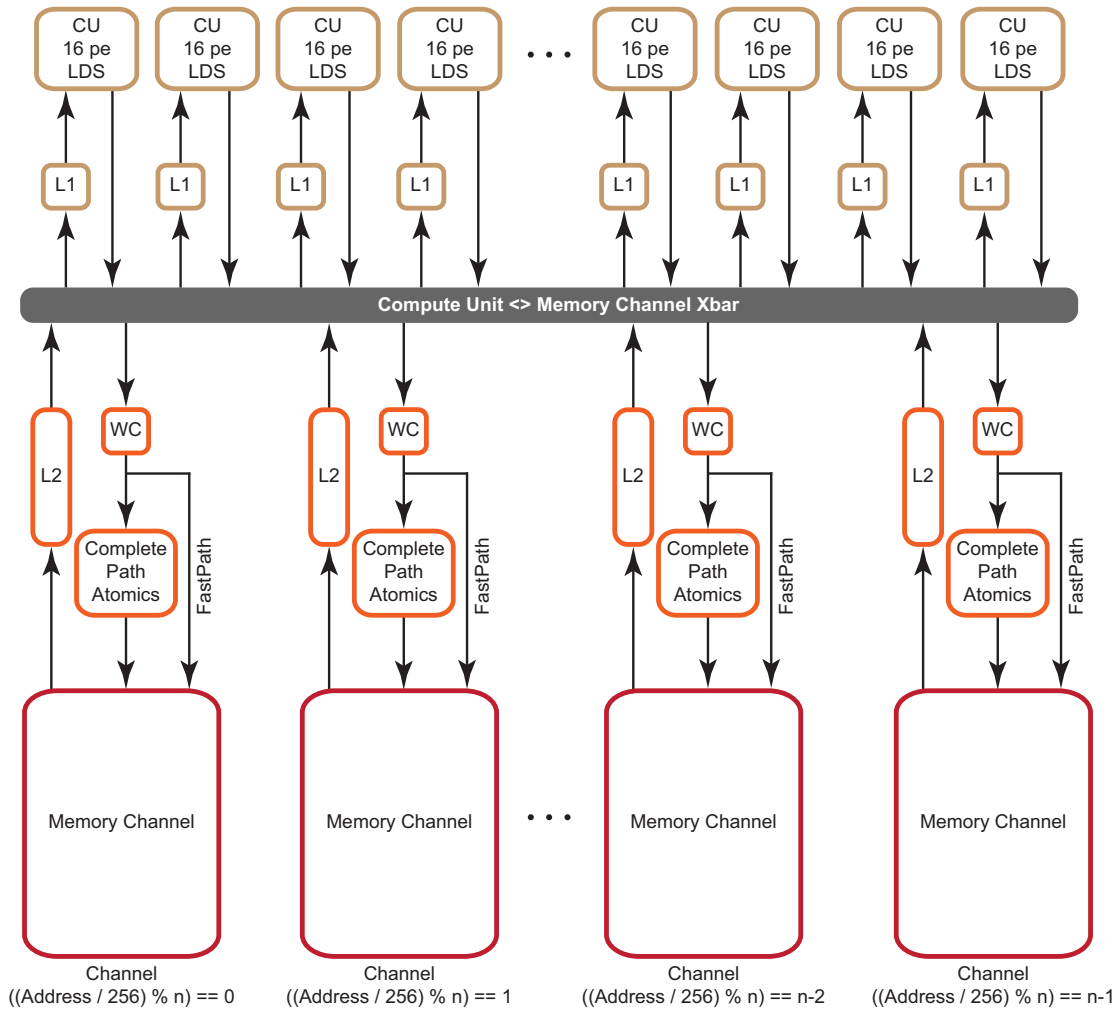 CU
16 pe
LDS
CU
16 pe
LDS
CU
16 pe
LDS
CU
16 pe
LDS
. . .
CU
16 pe
LDS
CU
16 pe
LDS
CU
16 pe
LDS
CU
16 pe
LDS
L1
L1
L1
L1
L1
L1
L1
L1
Compute Unit <> Memory Channel Xbar
L2
WC
Complete
Path
Atomics
FastPath
L2
WC
Complete
Path
Atomics
FastPath
L2
WC
Complete
Path
Atomics
FastPath
L2
WC
Complete
Path
Atomics
FastPath
Memory Channel
Memory Channel
. . .
Memory Channel
Memory Channel
Channel
((Address / 256) % n) == 0
Channel
((Address / 256) % n) == 1
Channel
((Address / 256) % n) == n-2
Channel
((Address / 256) % n) == n-1